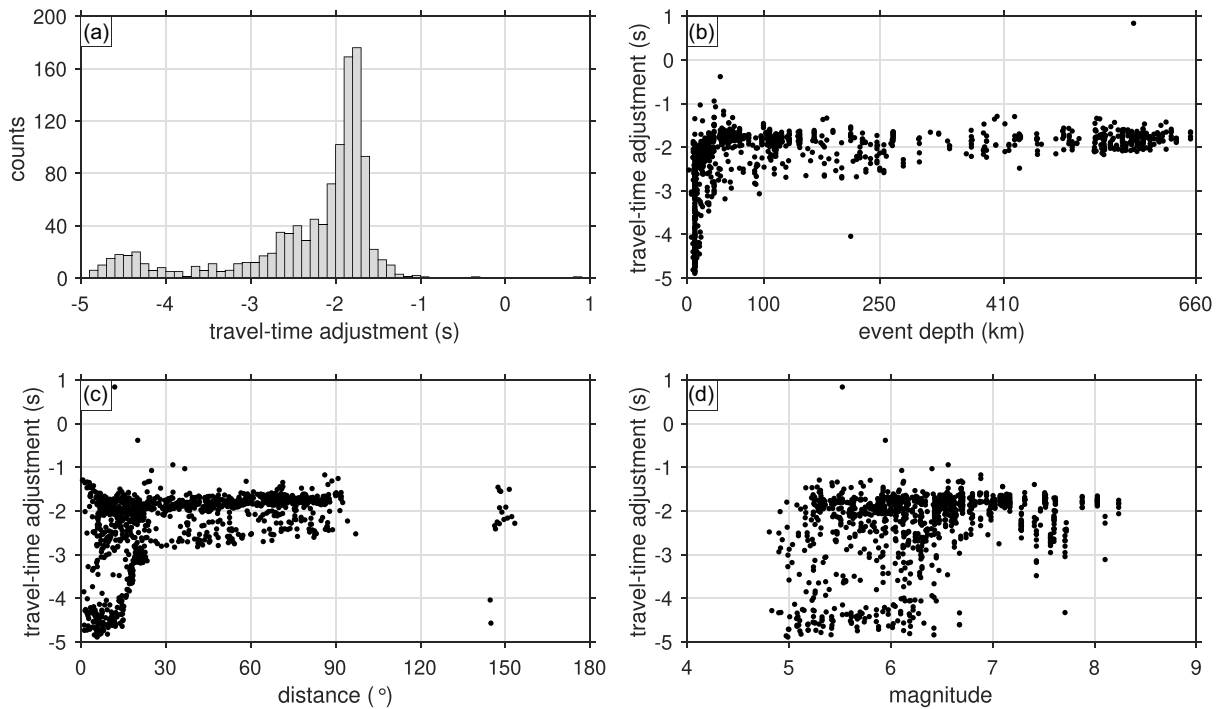 (a)
counts
200
160
120
80
40
0
-5 -4 -3 -2 -1 0 1
travel-time adjustment (s)
(b)
travel-time adjustment (s)
1
0
-1
-2
-3
-4
-5
0 100 250 410 660
event depth (km)
(c)
travel-time adjustment (s)
1
0
-1
-2
-3
-4
-5
0 30 60 90 120 150 180
distance (°)
(d)
travel-time adjustment (s)
1
0
-1
-2
-3
-4
-5
4 5 6 7 8 9
magnitude